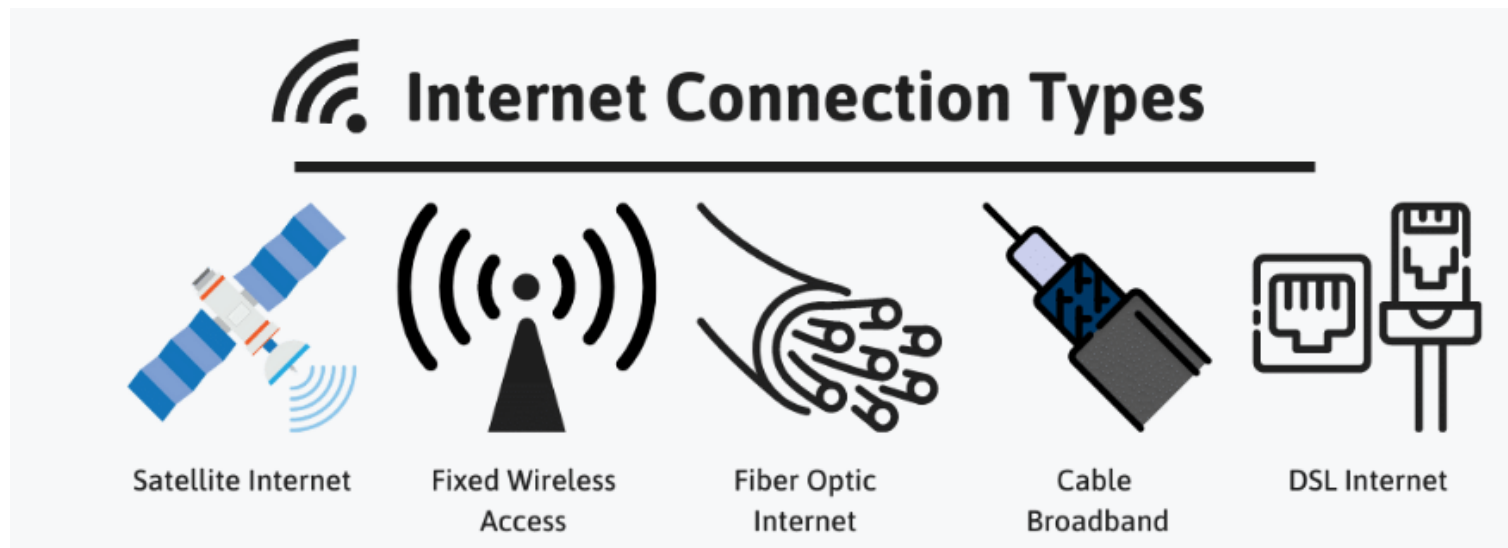 Internet Connection Types
Satellite Internet
Fixed Wireless
Access
Fiber Optic
Internet
Cable
Broadband
DSL Internet